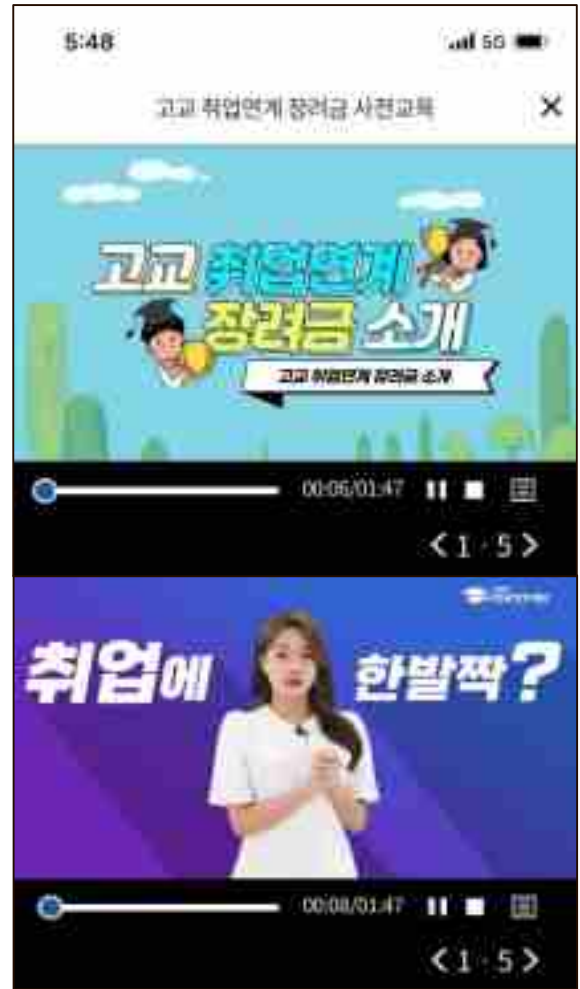 5:48
5G
고교 취업연계 장려금 사전교육
고교 취업연계
장려금 소개
고교 취업연계 장려금 소개
00:06/01:47
1 · 5
취업에 한발짝?
00:08/01:47
1 · 5